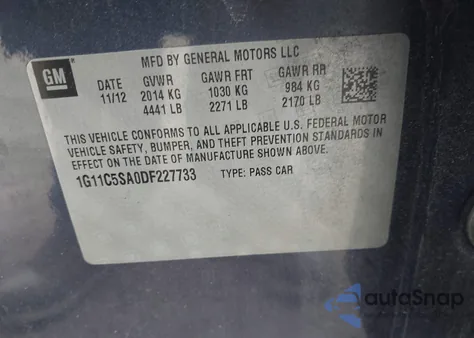 GM
MFD BY GENERAL MOTORS LLC
DATE GVWR GAWR FRT GAWR RR
11/12 2014 KG 1030 KG 984 KG
4441 LB 2271 LB 2170 LB
THIS VEHICLE CONFORMS TO ALL APPLICABLE U.S. FEDERAL MOTOR
VEHICLE SAFETY, BUMPER, AND THEFT PREVENTION STANDARDS IN
EFFECT ON THE DATE OF MANUFACTURE SHOWN ABOVE.
1G11C5SA0DF227733 TYPE: PASS CAR
autoSnap